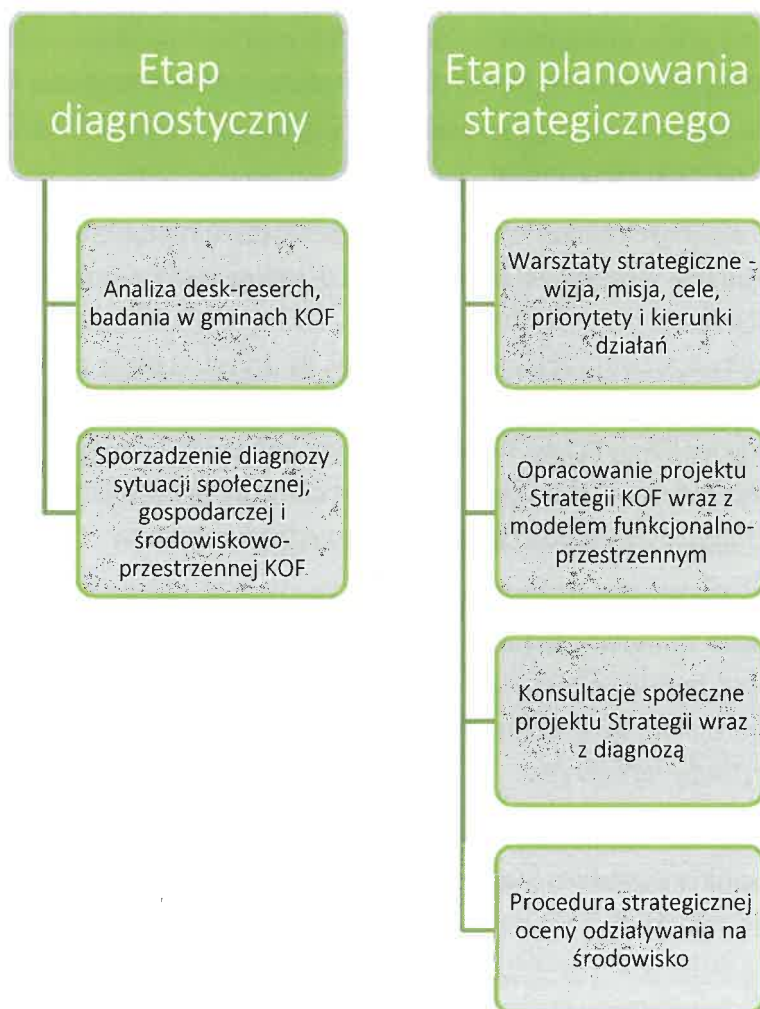 Etap
diagnostyczny
Analiza desk-reserch,
badania w gminach KOF
Sporzadzenie diagnozy
sytuacji społecznej,
gospodarczej i
środowiskowo-
przestrzennej KOF
Etap planowania
strategicznego
Warsztaty strategiczne -
wizja, misja, cele,
priorytety i kierunki
działań
Opracowanie projektu
Strategii KOF wraz z
modelem funkcjonalno-
przestrzennym
Konsultacje społeczne
projektu Strategii wraz
z diagnozą
Procedura strategicznej
oceny odziaływania na
środowisko